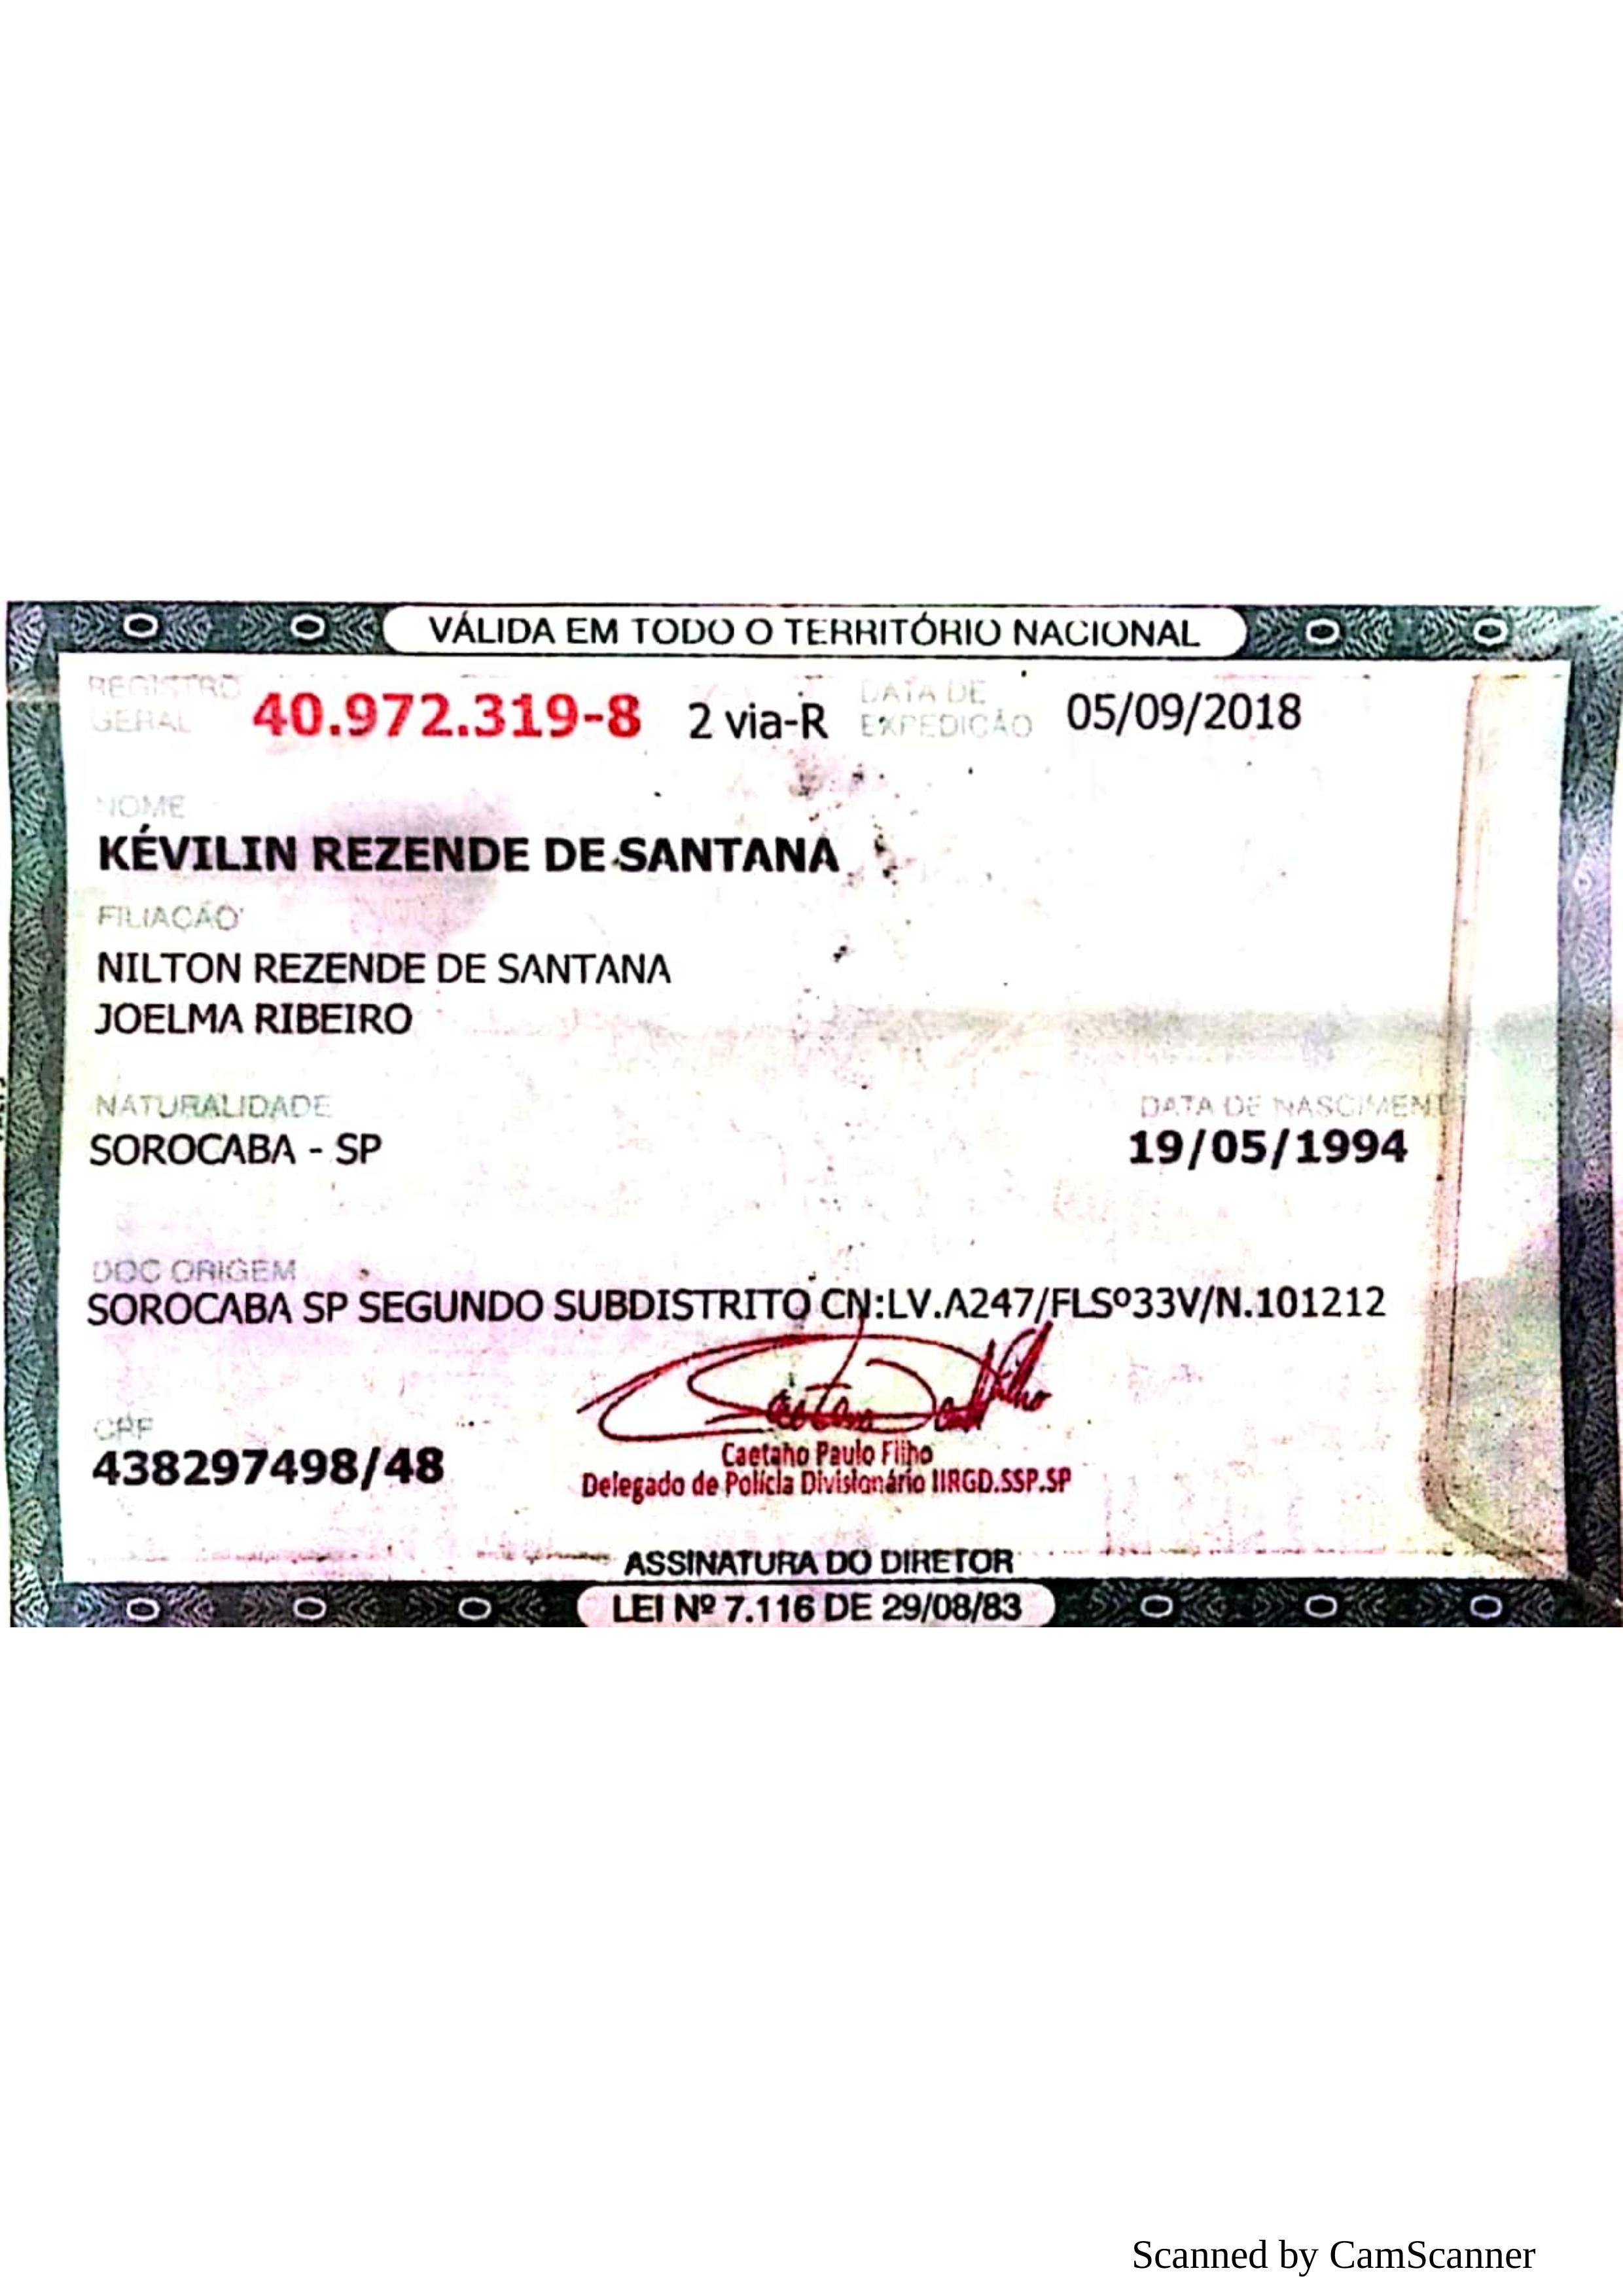 VÁLIDA EM TODO O TERRITÓRIO NACIONAL
REGISTRO GERAL 40.972.319-8 2 via-R DATA DE EXPEDIÇÃO 05/09/2018
NOME
KÉVILIN REZENDE DE SANTANA
FILIAÇÃO
NILTON REZENDE DE SANTANA
JOELMA RIBEIRO
NATURALIDADE DATA DE NASCIMEN
SOROCABA - SP 19/05/1994
DOC ORIGEM
SOROCABA SP SEGUNDO SUBDISTRITO CN:LV.A247/FLSº33V/N.101212
CPF
438297498/48
Caetano Paulo Filho
Delegado de Polícia Divisionário IIRGD.SSP.SP
ASSINATURA DO DIRETOR
LEI Nº 7.116 DE 29/08/83
Scanned by CamScanner